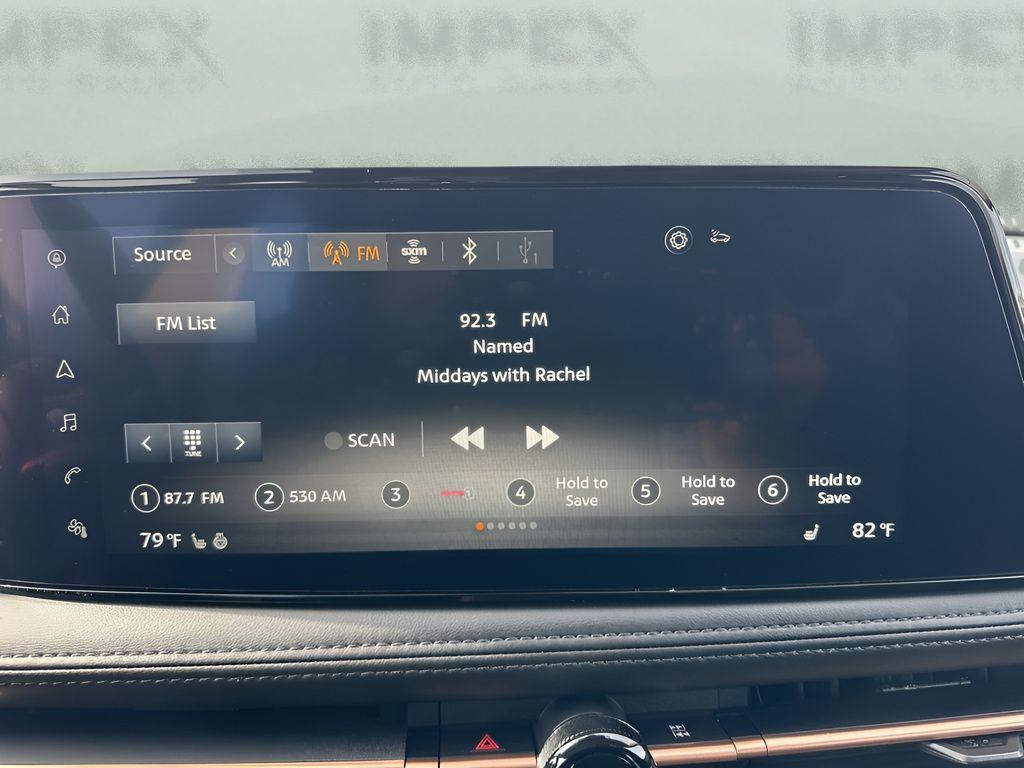 IMPEX
IMPEX
IMPEX
Source
AM
FM
sxm
1
FM List
92.3 FM
Named
Middays with Rachel
TUNE
SCAN
1 87.7 FM
2 530 AM
3
4 Hold to Save
5 Hold to Save
6 Hold to Save
79°F
82°F